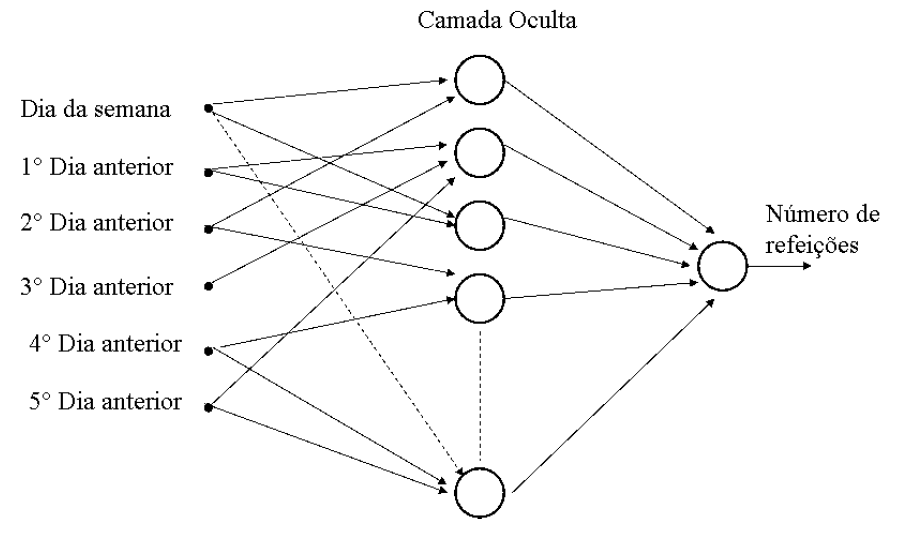 Camada Oculta
Dia da semana
1° Dia anterior
2° Dia anterior
3° Dia anterior
4° Dia anterior
5° Dia anterior
Número de
refeições